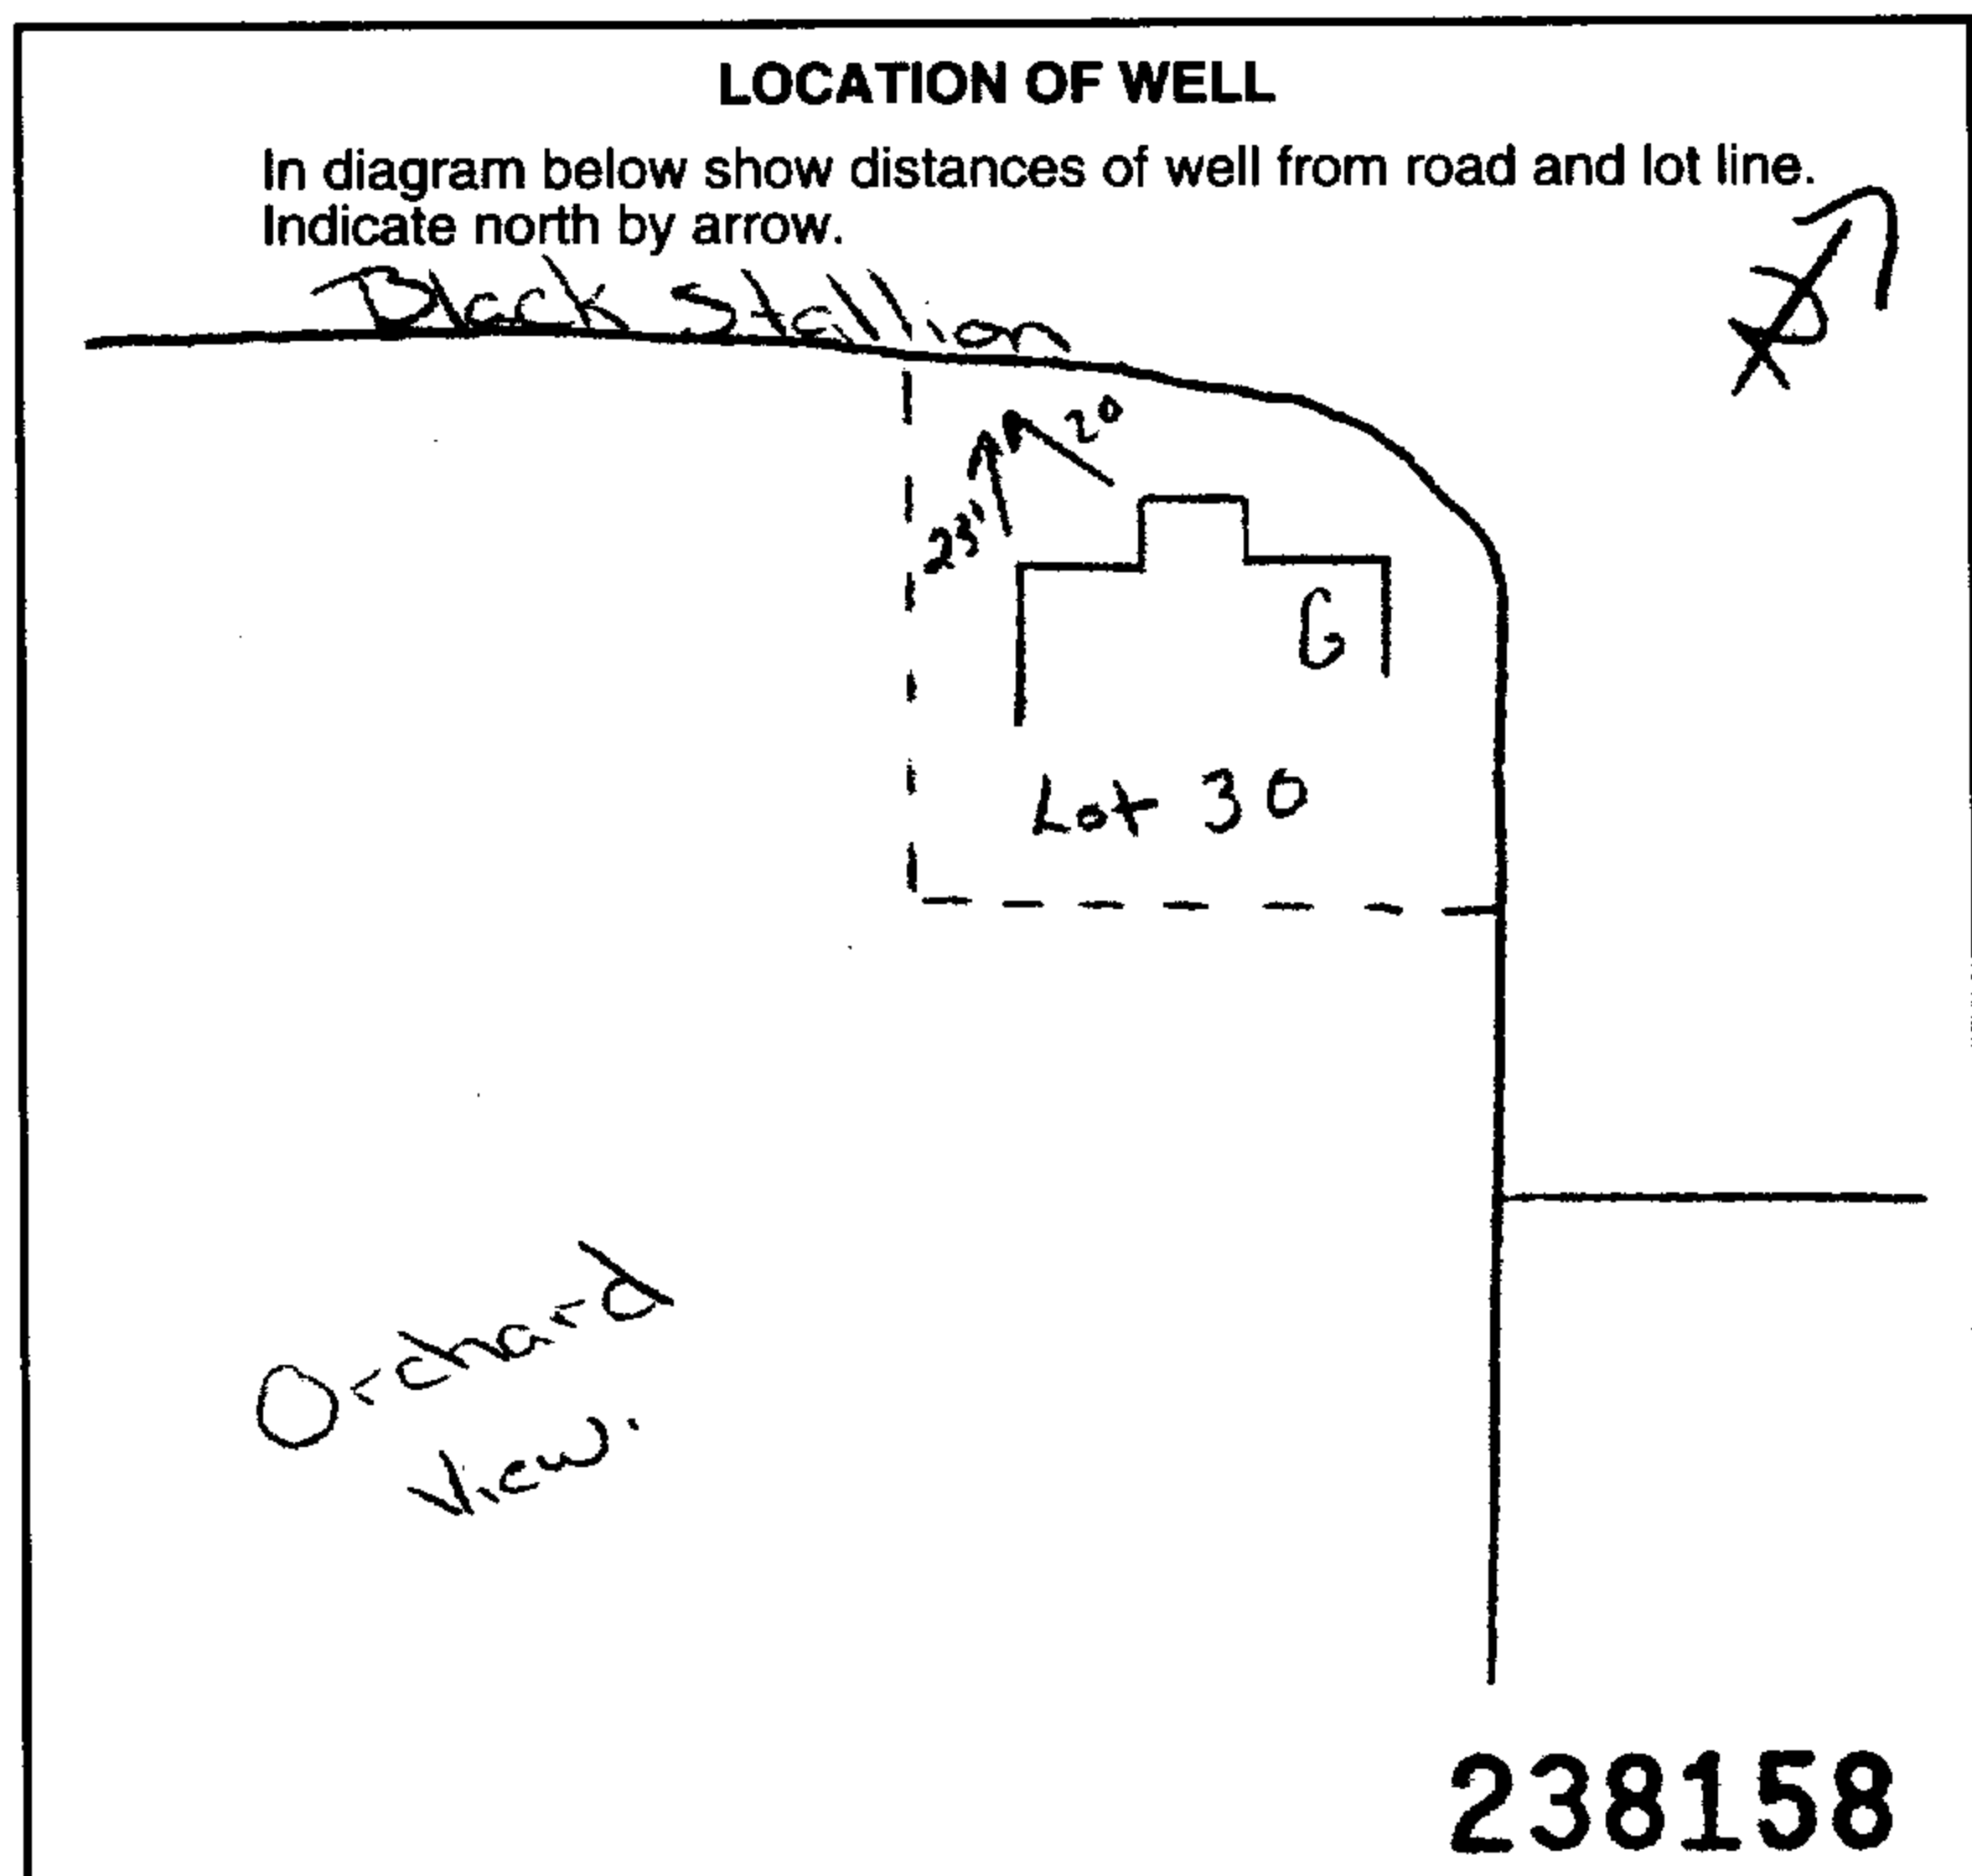 LOCATION OF WELL
In diagram below show distances of well from road and lot line.
Indicate north by arrow.
Black Stallion
20
23'
G
Lot 30
Orchard
View.
238158